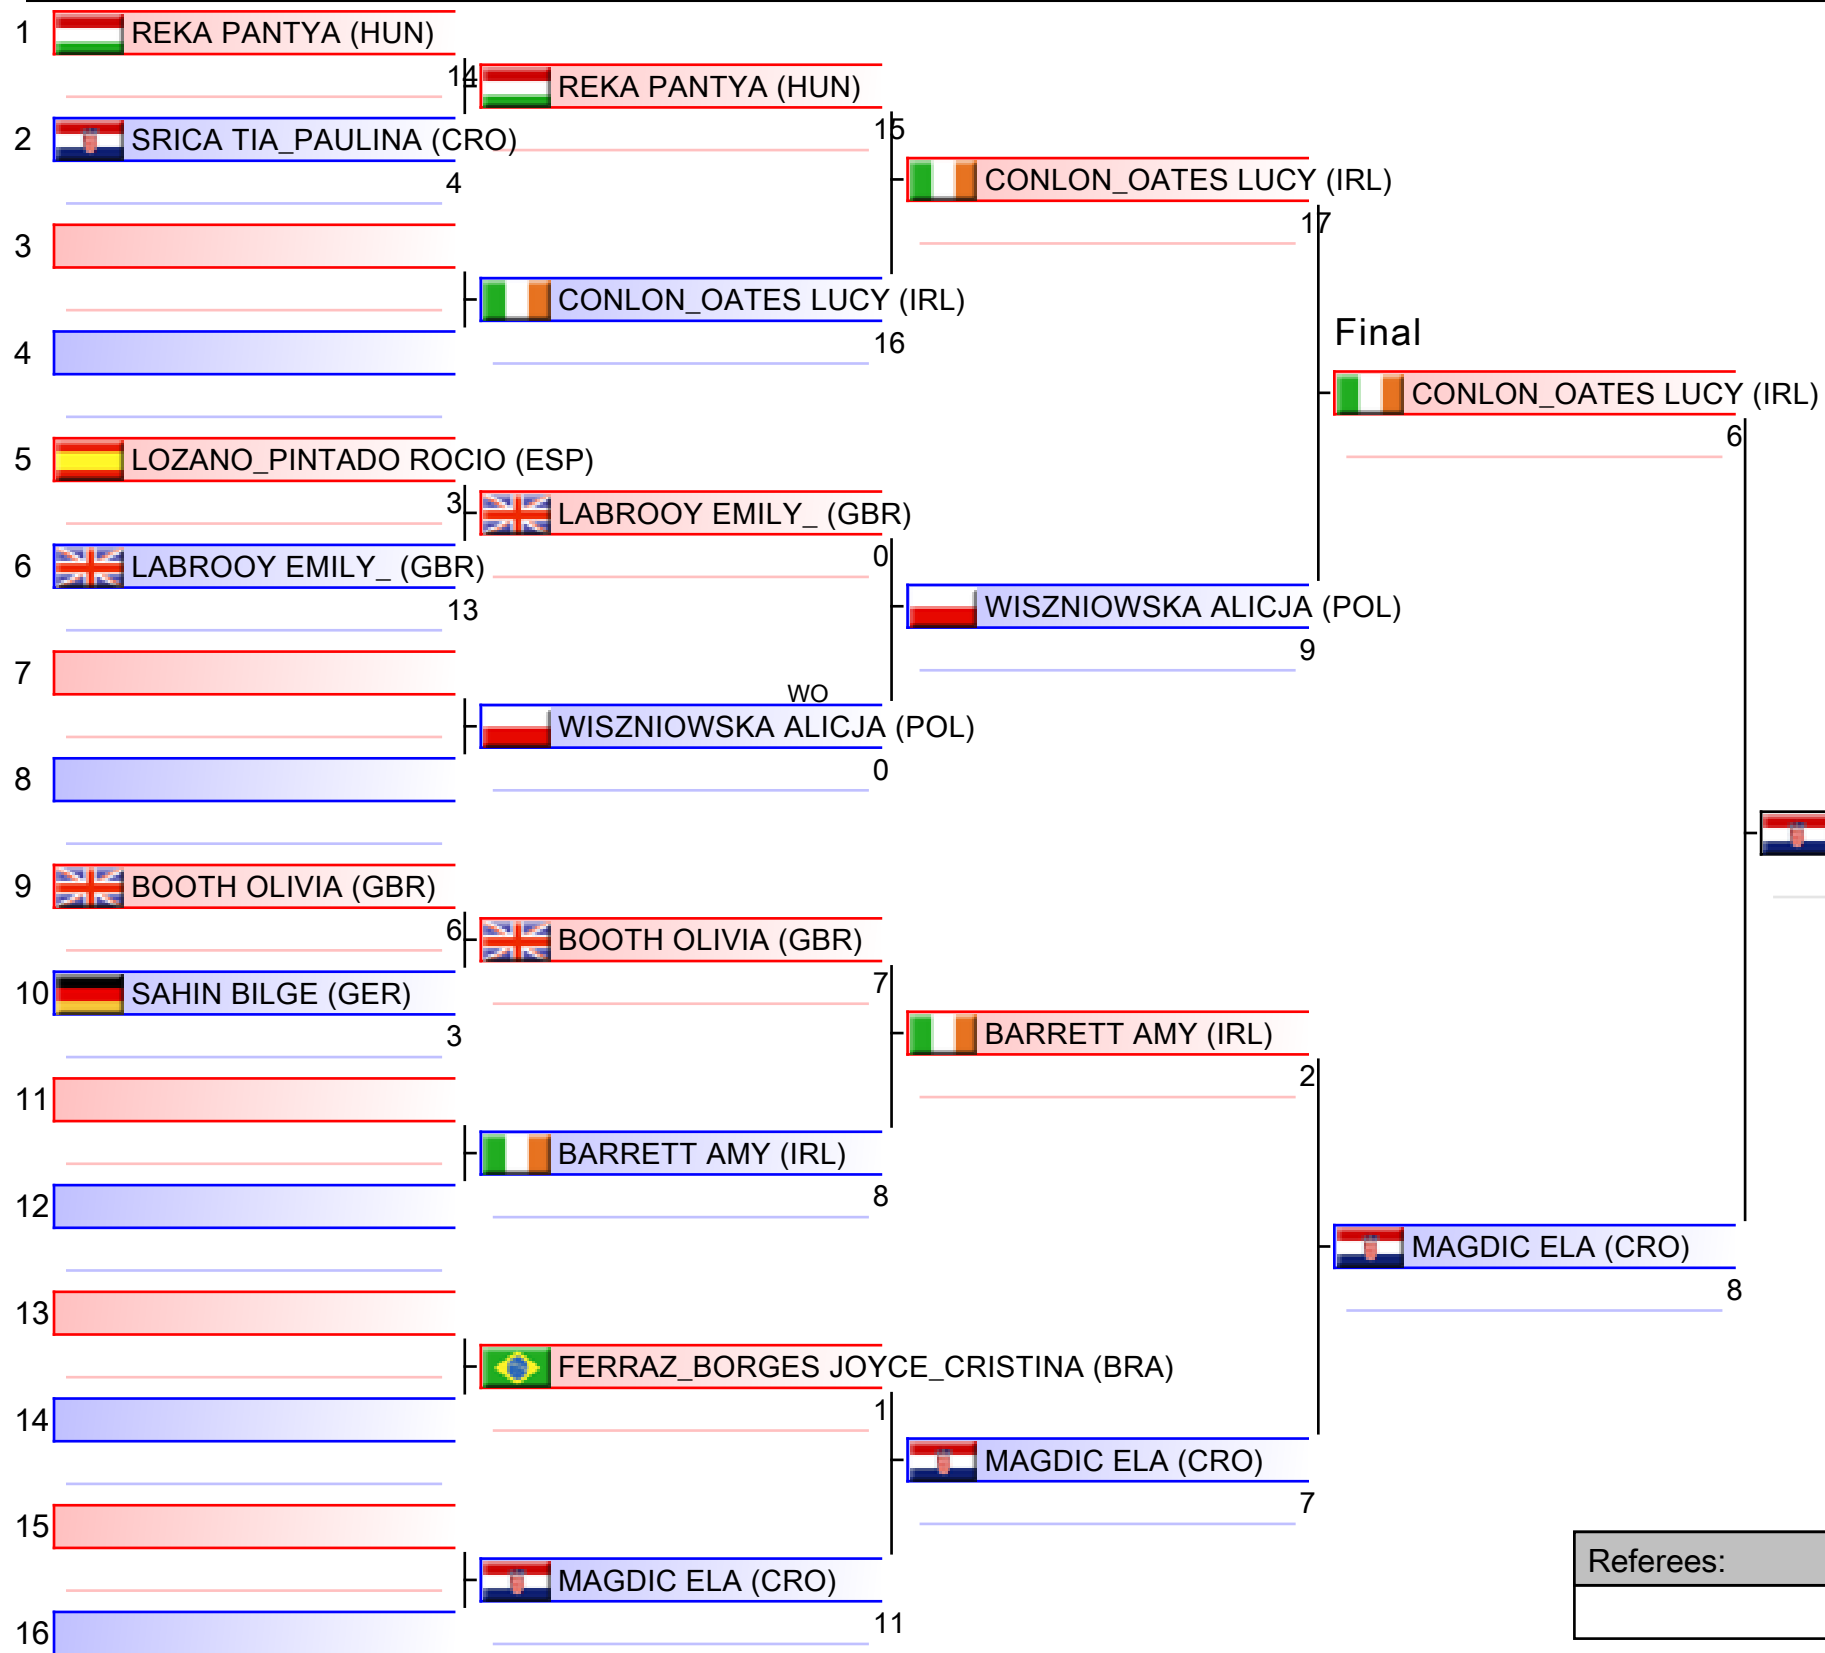 1 REKA PANTYA (HUN)
14
2 SRICA TIA_PAULINA (CRO)
4
3
4
5 LOZANO_PINTADO ROCIO (ESP)
3
6 LABROOY EMILY_ (GBR)
13
7
8
9 BOOTH OLIVIA (GBR)
6
10 SAHIN BILGE (GER)
3
11
12
13
14
15
16
REKA PANTYA (HUN)
15
CONLON_OATES LUCY (IRL)
16
LABROOY EMILY_ (GBR)
0
WO
WISZNIOWSKA ALICJA (POL)
0
BOOTH OLIVIA (GBR)
7
BARRETT AMY (IRL)
8
FERRAZ_BORGES JOYCE_CRISTINA (BRA)
1
MAGDIC ELA (CRO)
11
CONLON_OATES LUCY (IRL)
17
WISZNIOWSKA ALICJA (POL)
9
BARRETT AMY (IRL)
2
MAGDIC ELA (CRO)
7
Final
CONLON_OATES LUCY (IRL)
6
MAGDIC ELA (CRO)
8
Referees: